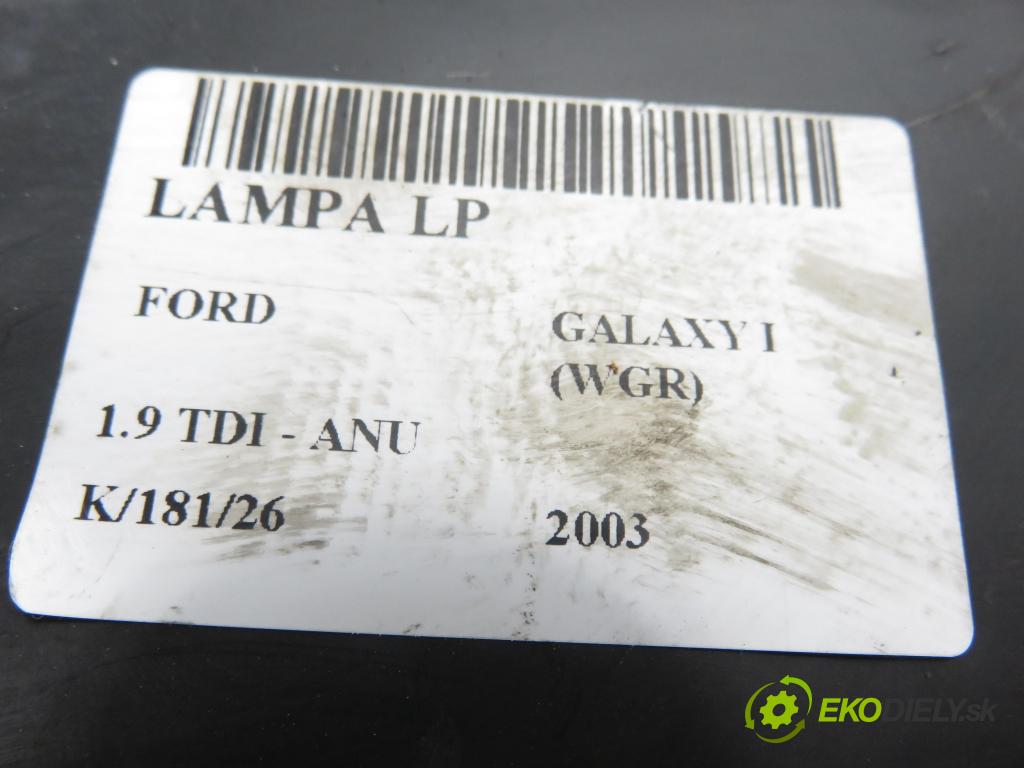 LAMPA LP
FORD
GALAXY I
(WGR)
1.9 TDI - ANU
K/181/26
2003
EKODIELY.sk